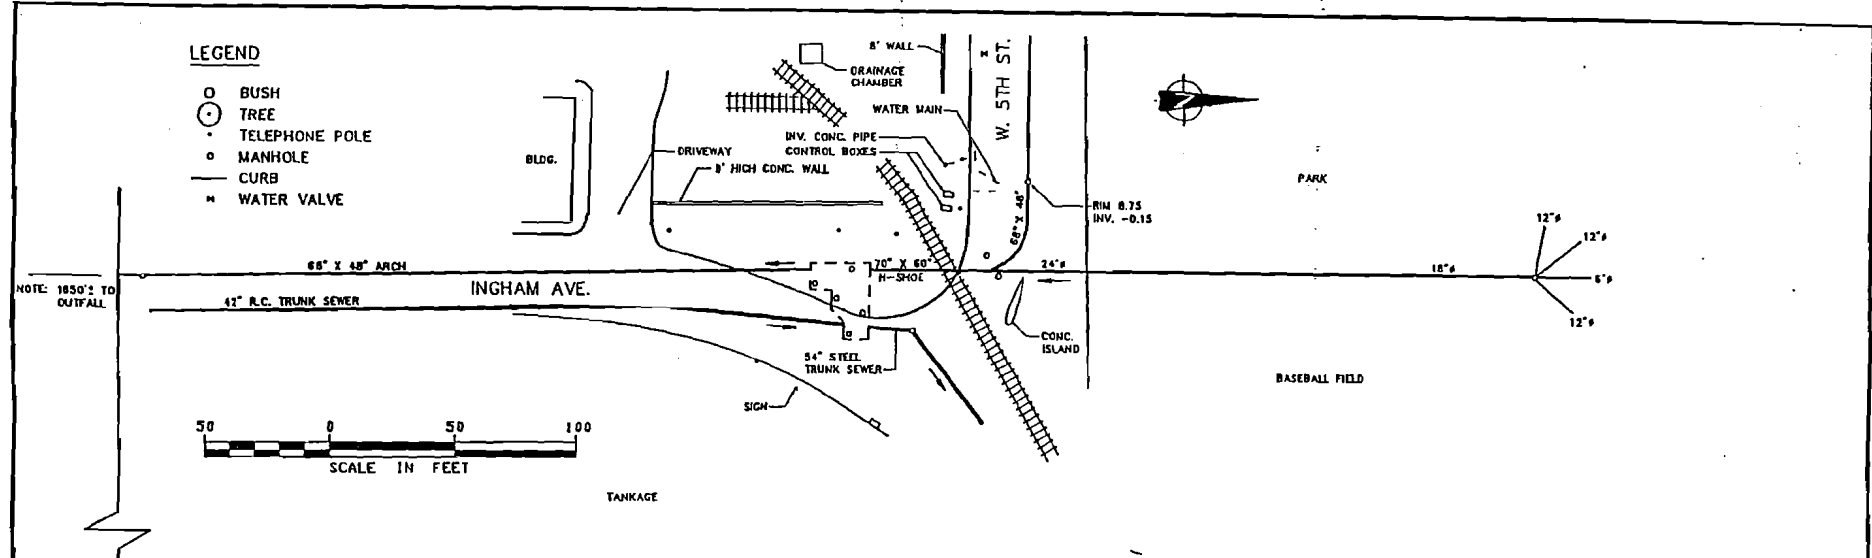 LEGEND
BUSH
TREE
TELEPHONE POLE
MANHOLE
CURB
WATER VALVE
BLDG.
8' WALL
DRAINAGE
CHAMBER
WATER MAIN
INV. CONC. PIPE
CONTROL BOXES
DRIVEWAY
8' HIGH CONC. WALL
W. 5TH ST.
68" X 48"
RIM 8.75
INV. -0.15
PARK
12"ø
12"ø
6"ø
12"ø
18"ø
24"ø
70" X 60"
H-SHOE
66" X 48" ARCH
INGHAM AVE.
42" R.C. TRUNK SEWER
NOTE: 1650'± TO
OUTFALL
54" STEEL
TRUNK SEWER
CONC.
ISLAND
SIGN
BASEBALL FIELD
50 0 50 100
SCALE IN FEET
TANKAGE